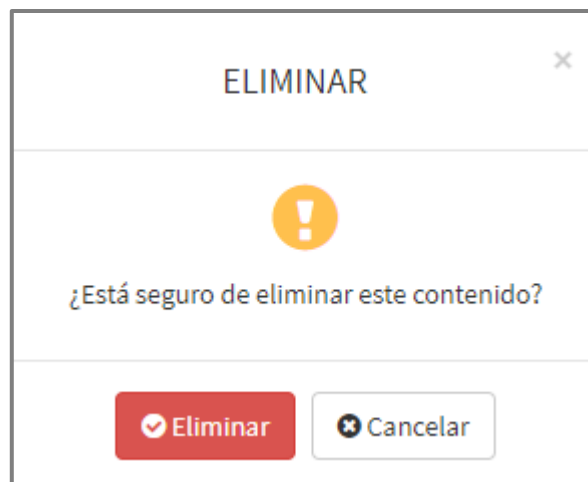 ELIMINAR
¿Está seguro de eliminar este contenido?
Eliminar
Cancelar